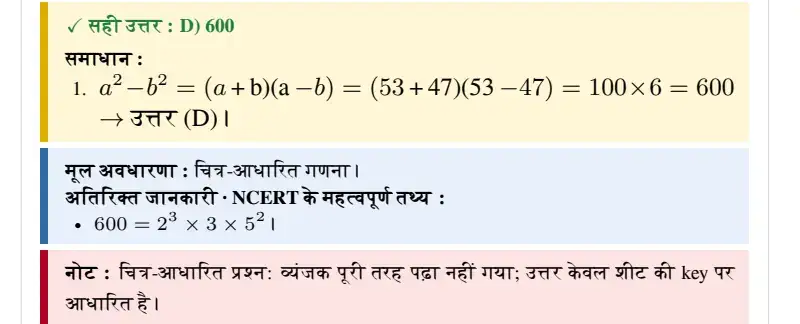 ✓ सही उत्तर : D) 600
समाधान :
1. a² − b² = (a + b)(a − b) = (53 + 47)(53 − 47) = 100 × 6 = 600
→ उत्तर (D)।
मूल अवधारणा : चित्र-आधारित गणना।
अतिरिक्त जानकारी · NCERT के महत्वपूर्ण तथ्य :
• 600 = 2³ × 3 × 5²।
नोट : चित्र-आधारित प्रश्न: व्यंजक पूरी तरह पढ़ा नहीं गया; उत्तर केवल शीट की key पर
आधारित है।